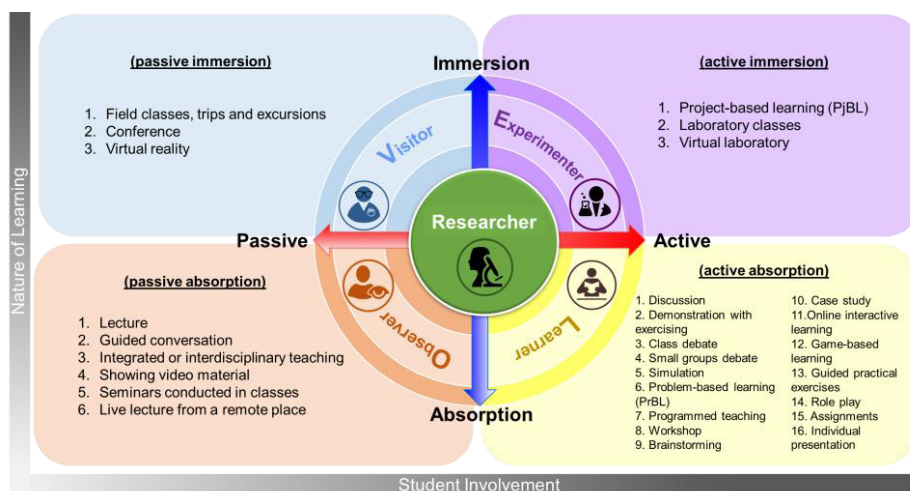 (passive immersion)
1. Field classes, trips and excursions
2. Conference
3. Virtual reality
Immersion
(active immersion)
1. Project-based learning (PjBL)
2. Laboratory classes
3. Virtual laboratory
Visitor
Experimenter
Researcher
Passive
Active
Nature of Learning
(passive absorption)
1. Lecture
2. Guided conversation
3. Integrated or interdisciplinary teaching
4. Showing video material
5. Seminars conducted in classes
6. Live lecture from a remote place
Observer
Learner
Absorption
(active absorption)
1. Discussion
2. Demonstration with
exercising
3. Class debate
4. Small groups debate
5. Simulation
6. Problem-based learning
(PrBL)
7. Programmed teaching
8. Workshop
9. Brainstorming
10. Case study
11.Online interactive
learning
12. Game-based
learning
13. Guided practical
exercises
14. Role play
15. Assignments
16. Individual
presentation
Student Involvement